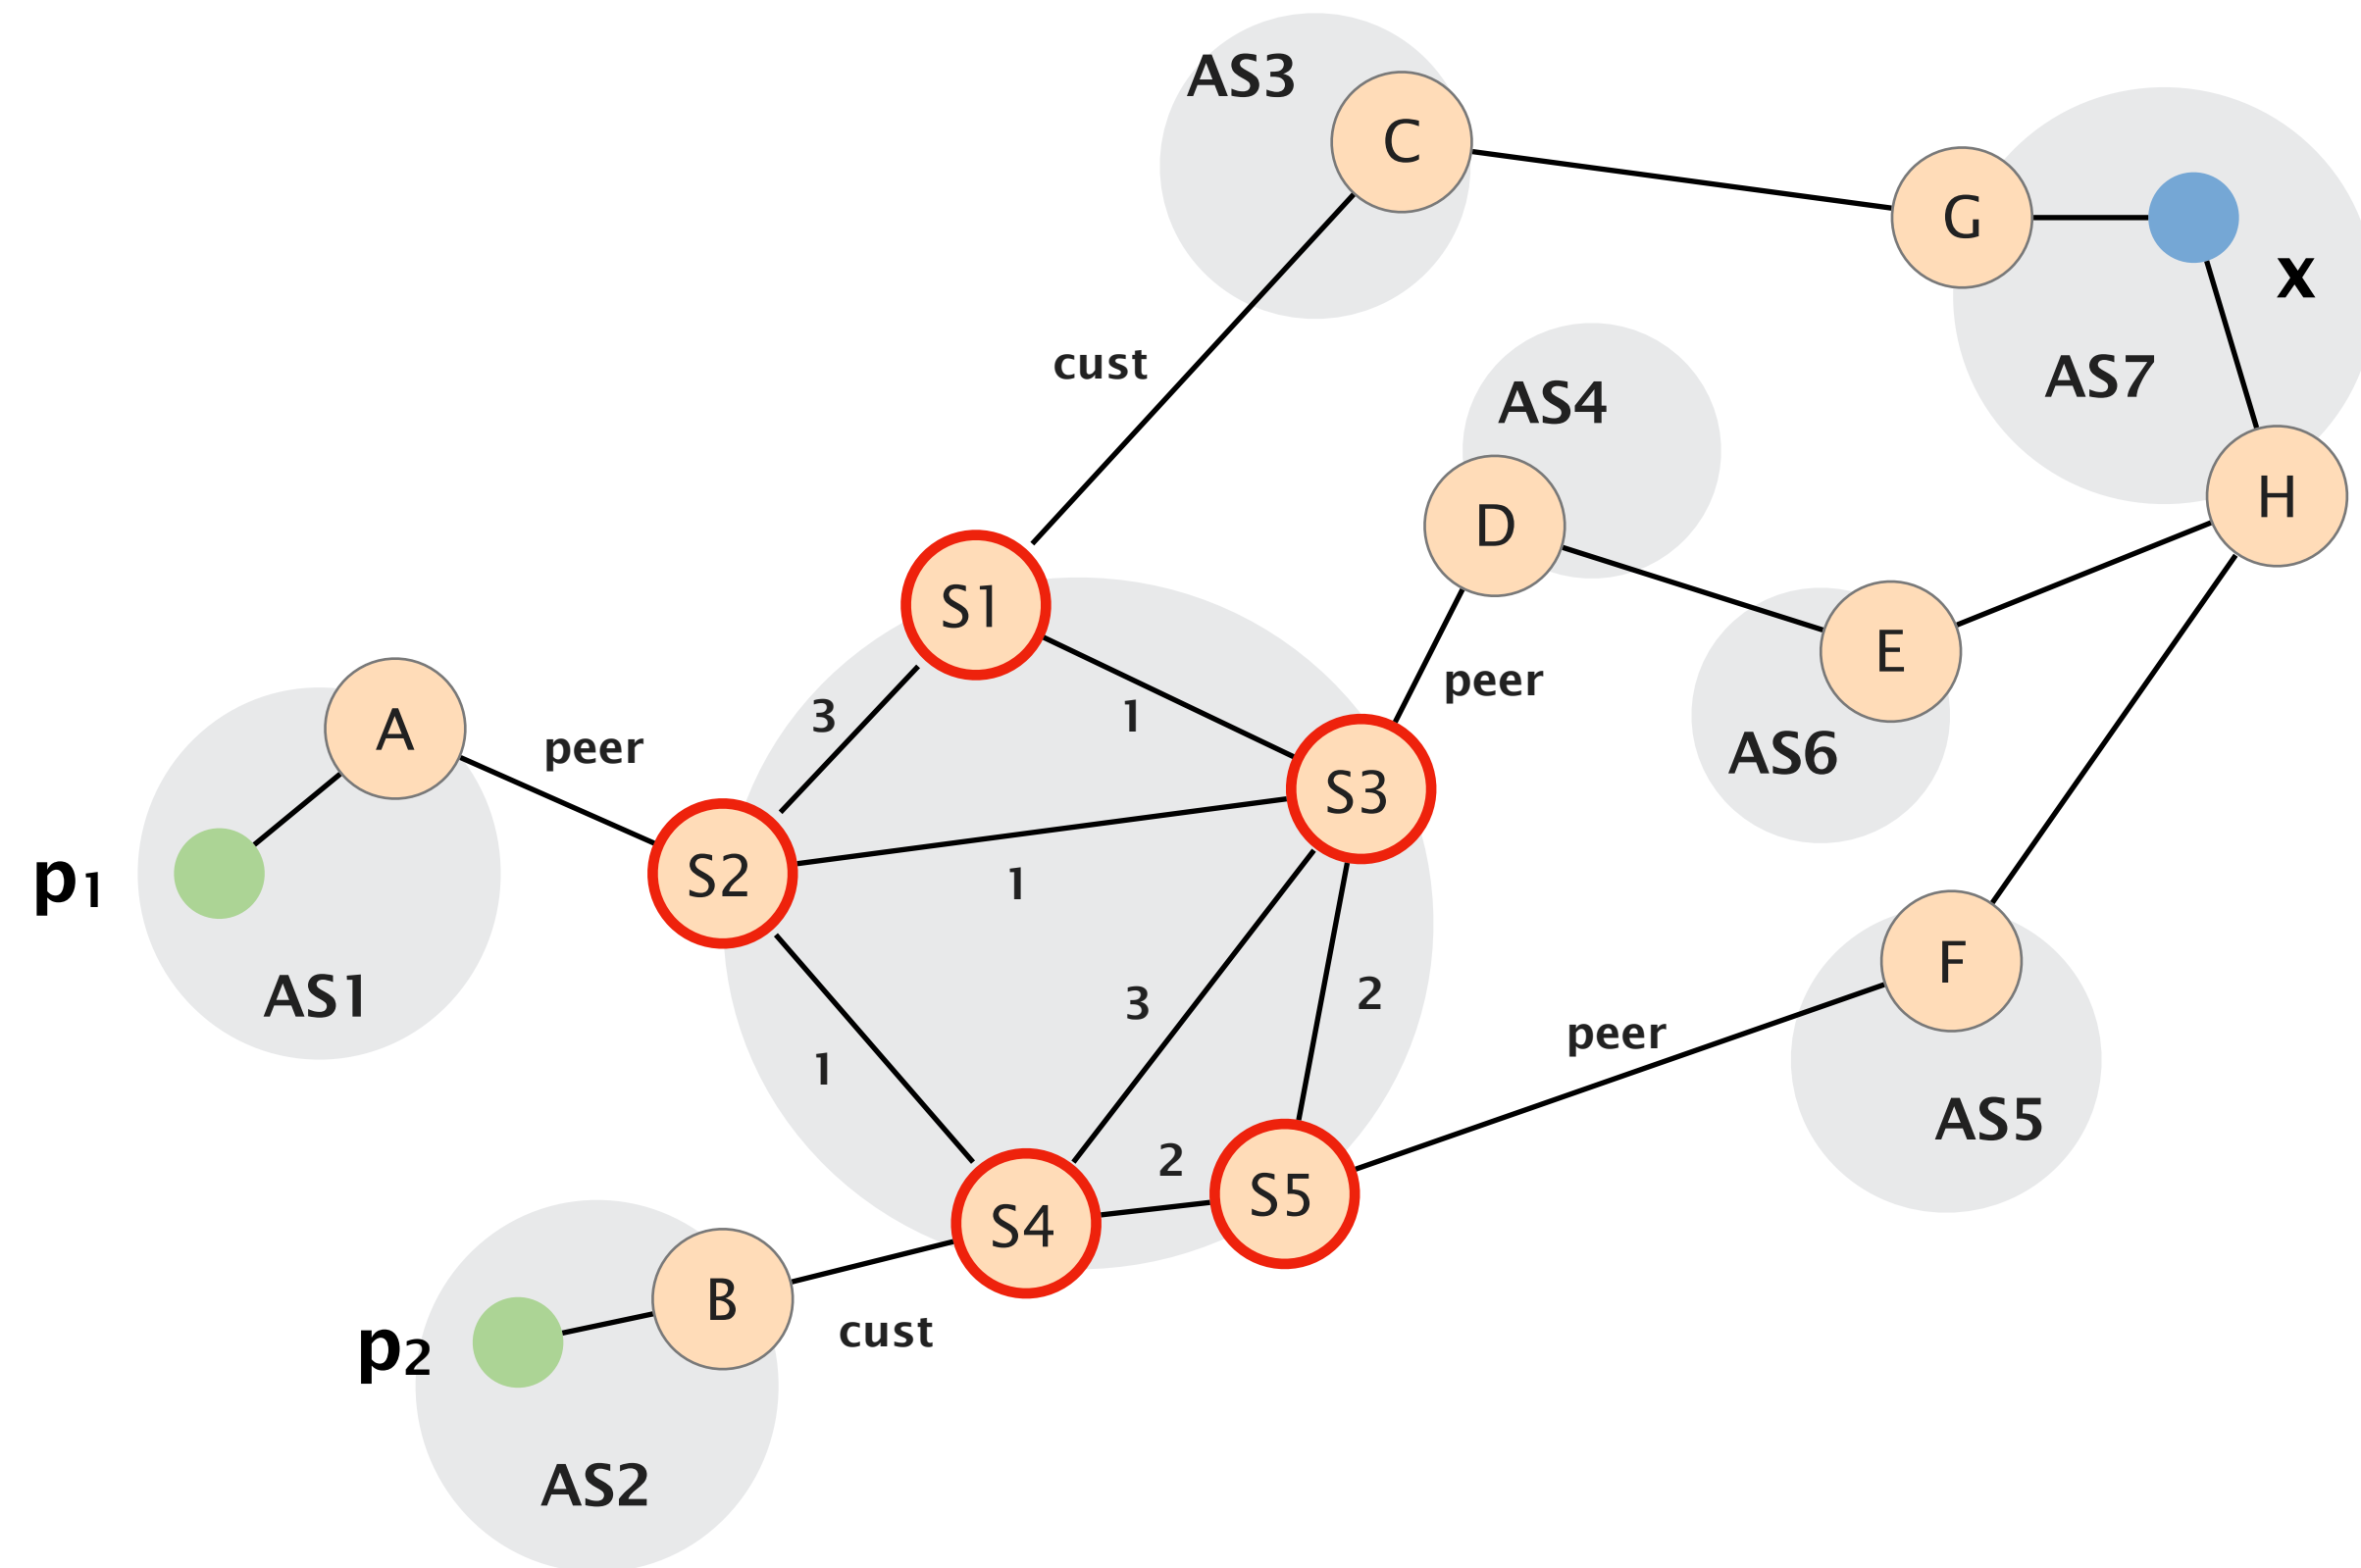 AS3
C
G
x
cust
AS4
AS7
D
H
S1
E
peer
A
3
1
peer
AS6
S3
S2
p1
1
F
AS1
3
2
peer
1
AS5
2
S5
S4
B
cust
p2
AS2